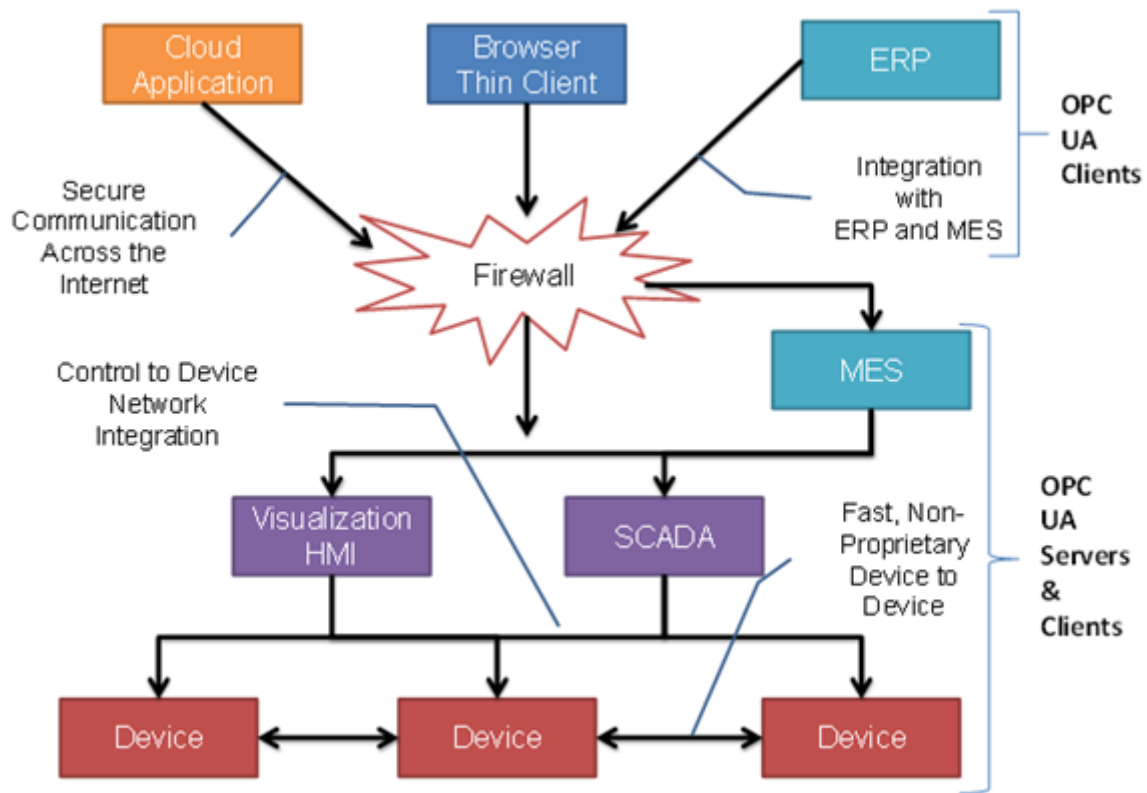 Cloud
Application
Browser
Thin Client
ERP
OPC
UA
Clients
Secure
Communication
Across the
Internet
Integration
with
ERP and MES
Firewall
MES
Control to Device
Network
Integration
Visualization
HMI
SCADA
Fast, Non-
Proprietary
Device to
Device
OPC
UA
Servers
&
Clients
Device
Device
Device